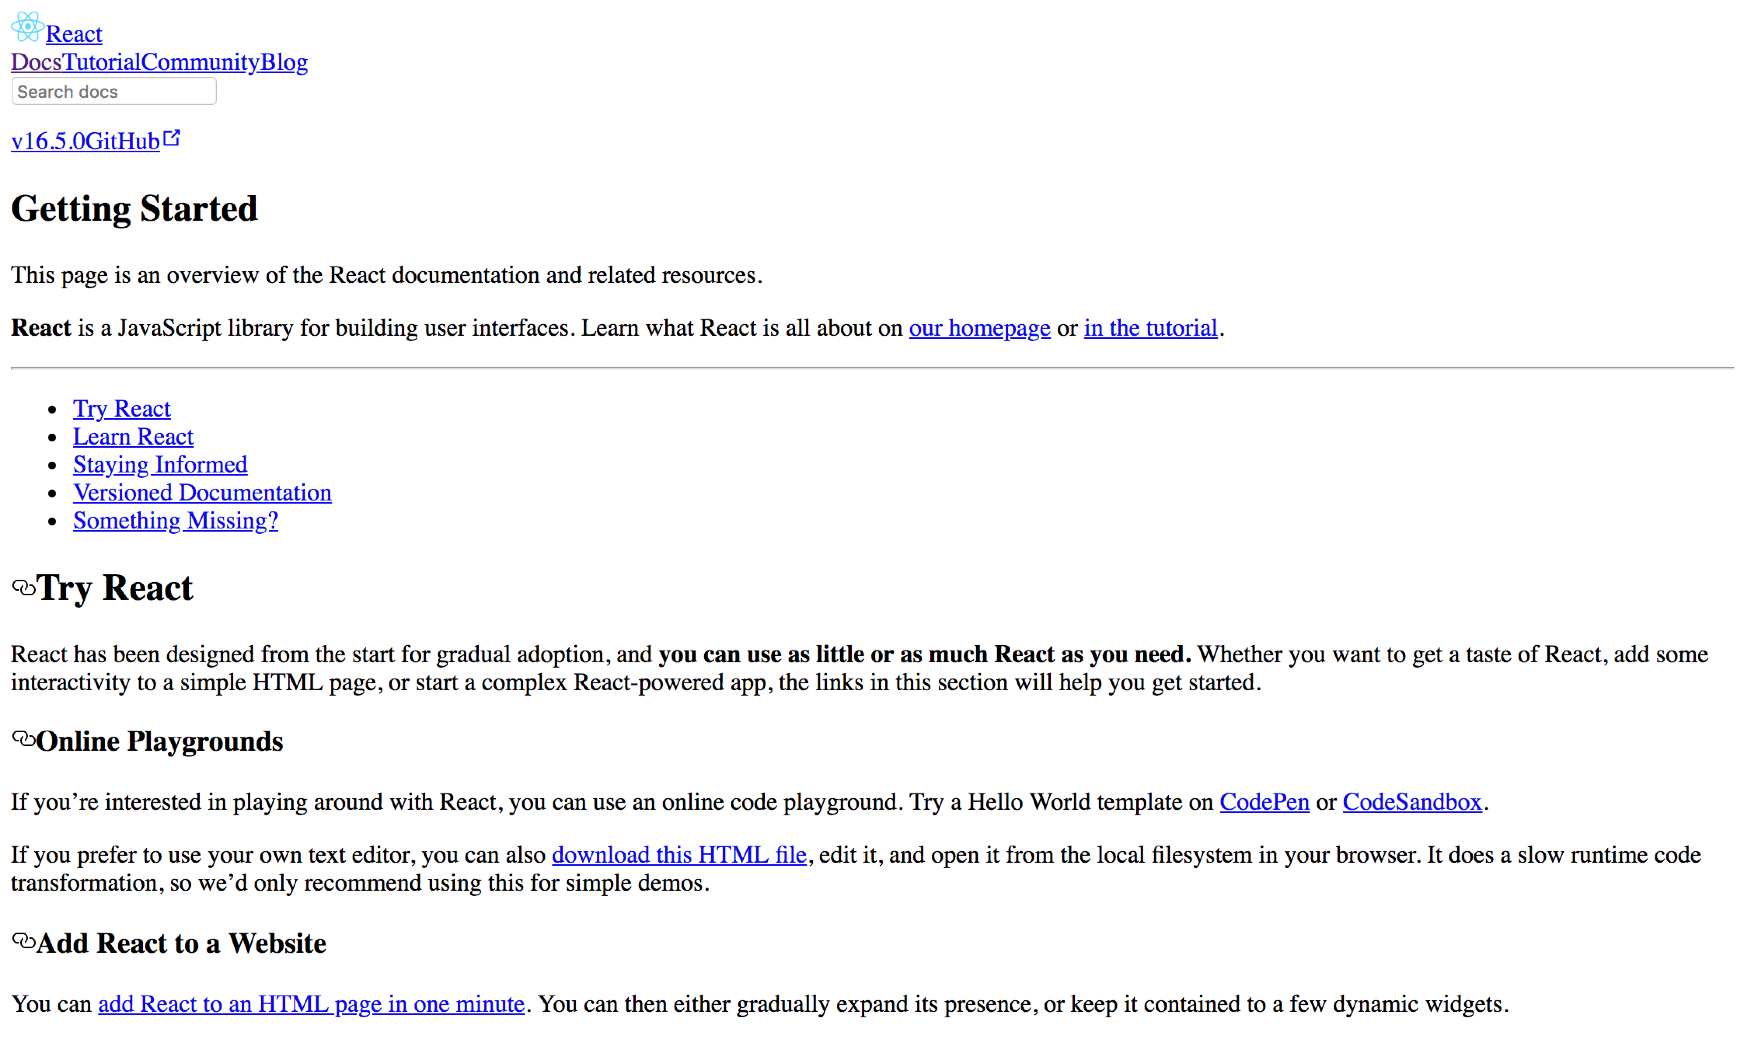 React
DocsTutorialCommunityBlog
Search docs
v16.5.0GitHub
Getting Started
This page is an overview of the React documentation and related resources.
React is a JavaScript library for building user interfaces. Learn what React is all about on our homepage or in the tutorial.
Try React
Learn React
Staying Informed
Versioned Documentation
Something Missing?
Try React
React has been designed from the start for gradual adoption, and you can use as little or as much React as you need. Whether you want to get a taste of React, add some
interactivity to a simple HTML page, or start a complex React-powered app, the links in this section will help you get started.
Online Playgrounds
If you’re interested in playing around with React, you can use an online code playground. Try a Hello World template on CodePen or CodeSandbox.
If you prefer to use your own text editor, you can also download this HTML file, edit it, and open it from the local filesystem in your browser. It does a slow runtime code
transformation, so we’d only recommend using this for simple demos.
Add React to a Website
You can add React to an HTML page in one minute. You can then either gradually expand its presence, or keep it contained to a few dynamic widgets.